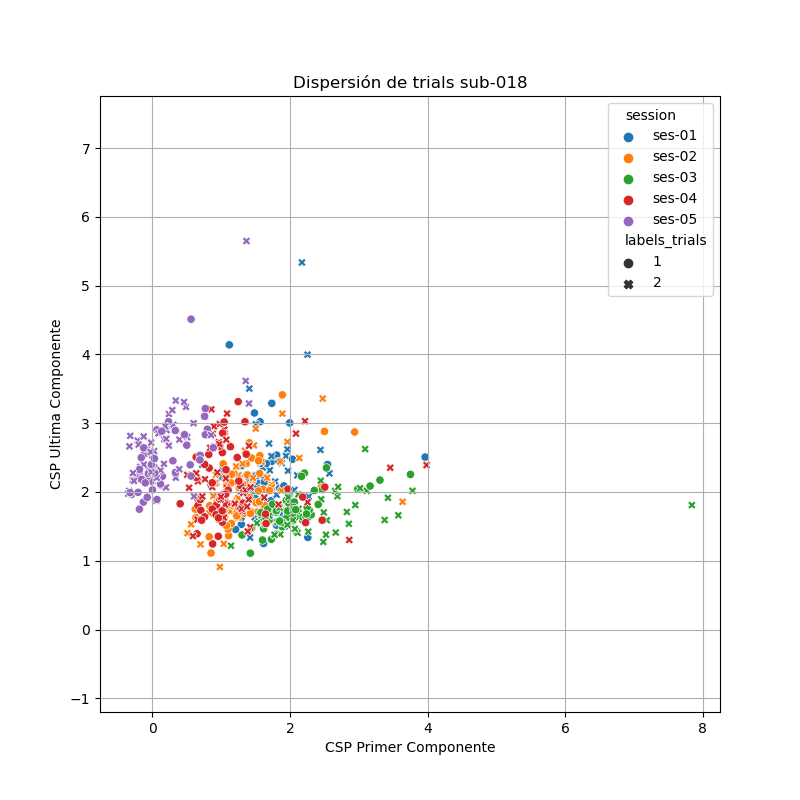 Dispersión de trials sub-018
session
ses-01
ses-02
ses-03
ses-04
ses-05
labels_trials
1
2
7
6
5
4
3
2
1
0
−1
CSP Ultima Componente
0 2 4 6 8
CSP Primer Componente